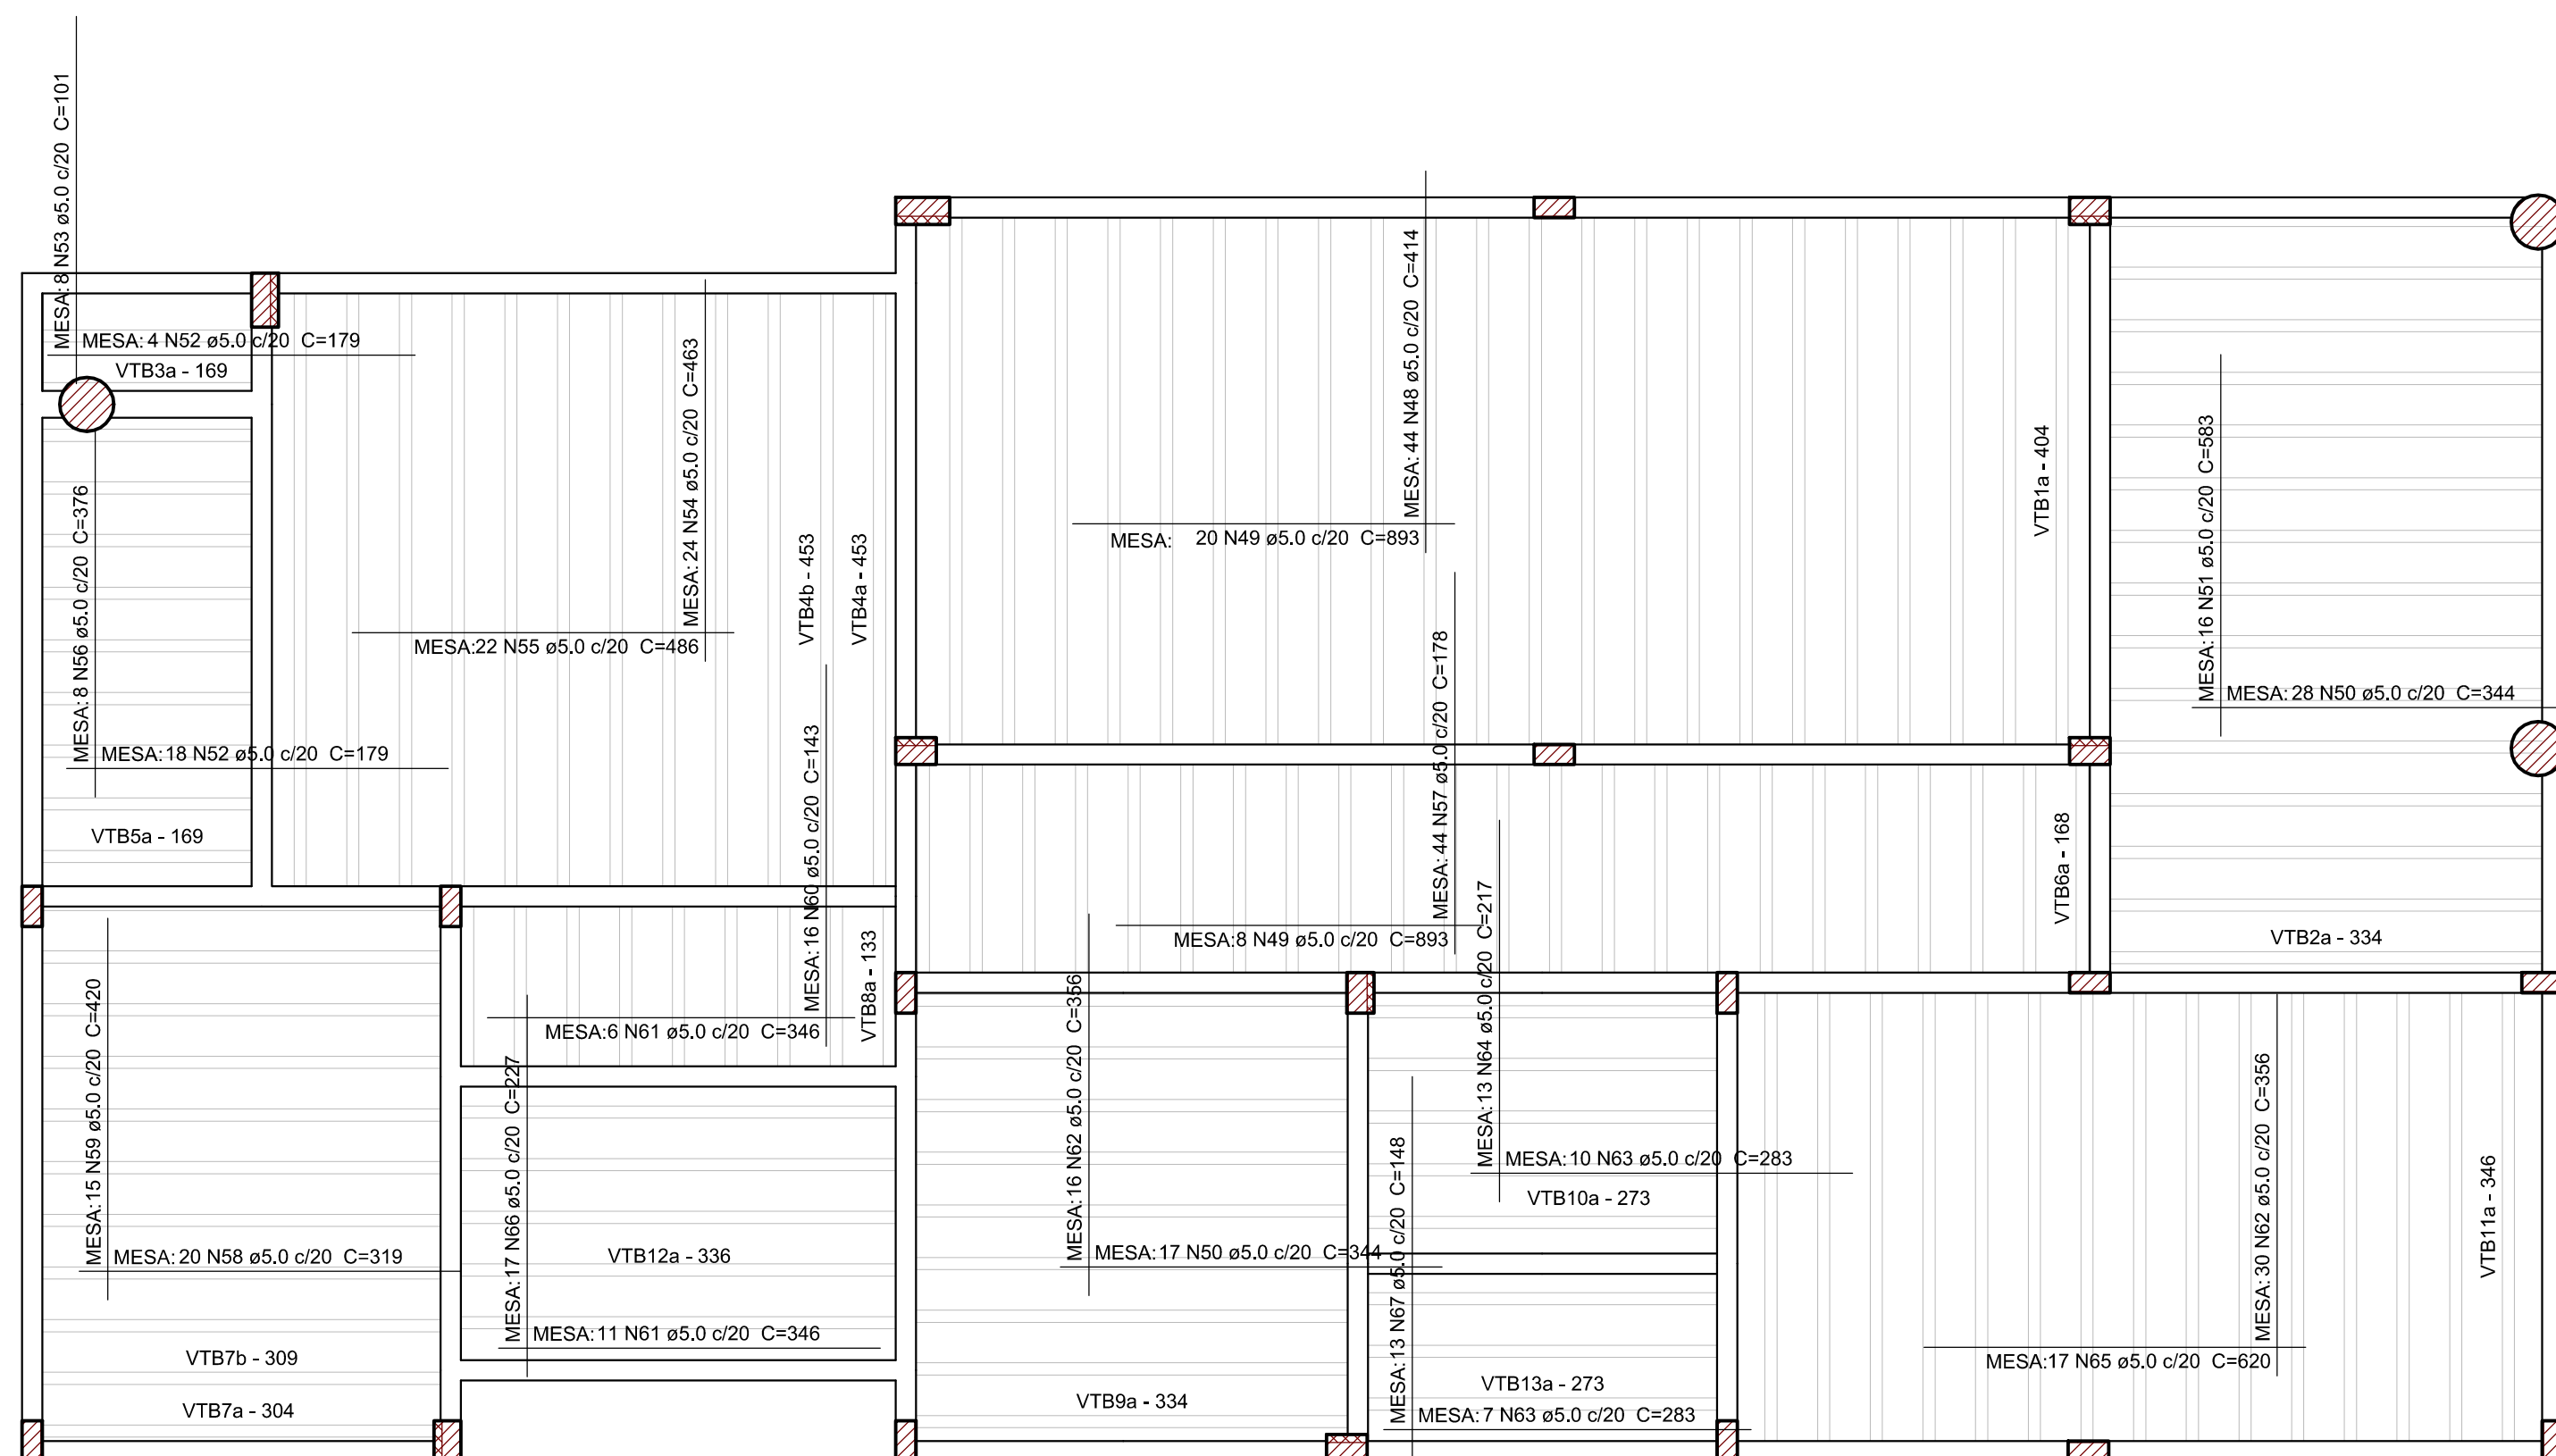 MESA: 8 N53 ø5.0 c/20 C=101
MESA: 4 N52 ø5.0 c/20 C=179
VTB3a - 169
MESA: 8 N56 ø5.0 c/20 C=376
MESA: 18 N52 ø5.0 c/20 C=179
VTB5a - 169
MESA: 24 N54 ø5.0 c/20 C=463
MESA:22 N55 ø5.0 c/20 C=486
VTB4b - 453
VTB4a - 453
MESA: 44 N48 ø5.0 c/20 C=414
MESA: 20 N49 ø5.0 c/20 C=893
VTB1a - 404
MESA:16 N51 ø5.0 c/20 C=583
MESA: 28 N50 ø5.0 c/20 C=344
VTB2a - 334
MESA:44 N57 ø5.0 c/20 C=178
MESA:8 N49 ø5.0 c/20 C=893
VTB6a - 168
MESA:16 N60 ø5.0 c/20 C=143
MESA:6 N61 ø5.0 c/20 C=346
VTB8a - 133
MESA:15 N59 ø5.0 c/20 C=420
MESA: 20 N58 ø5.0 c/20 C=319
VTB7b - 309
VTB7a - 304
MESA:17 N66 ø5.0 c/20 C=227
VTB12a - 336
MESA: 11 N61 ø5.0 c/20 C=346
MESA:16 N62 ø5.0 c/20 C=356
MESA: 17 N50 ø5.0 c/20 C=344
VTB9a - 334
MESA:13 N64 ø5.0 c/20 C=217
MESA: 10 N63 ø5.0 c/20 C=283
VTB10a - 273
MESA:13 N67 ø5.0 c/20 C=148
VTB13a - 273
MESA: 7 N63 ø5.0 c/20 C=283
MESA: 30 N62 ø5.0 c/20 C=356
MESA:17 N65 ø5.0 c/20 C=620
VTB11a - 346